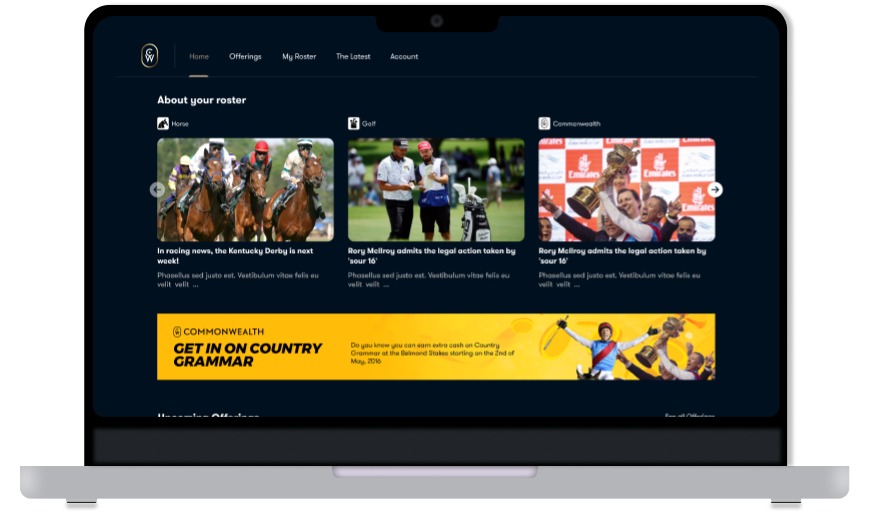 CW
Home Offerings My Roster The Latest Account
About your roster
Horse
Golf
Commonwealth
Emirates
Emirates
Emirates
In racing news, the Kentucky Derby is next
week!
Phasellus sed justo est. Vestibulum vitae felis eu
velit velit ...
Rory McIlroy admits the legal action taken by
'sour 16'
Phasellus sed justo est. Vestibulum vitae felis eu
velit velit ...
Rory McIlroy admits the legal action taken by
'sour 16'
Phasellus sed justo est. Vestibulum vitae felis eu
velit velit ...
COMMONWEALTH
GET IN ON COUNTRY
GRAMMAR
Do you know you can earn extra cash on Country
Grammar at the Belmond Stakes starting on the 2nd of
May, 2016
Upcoming Offerings
See all Offerings